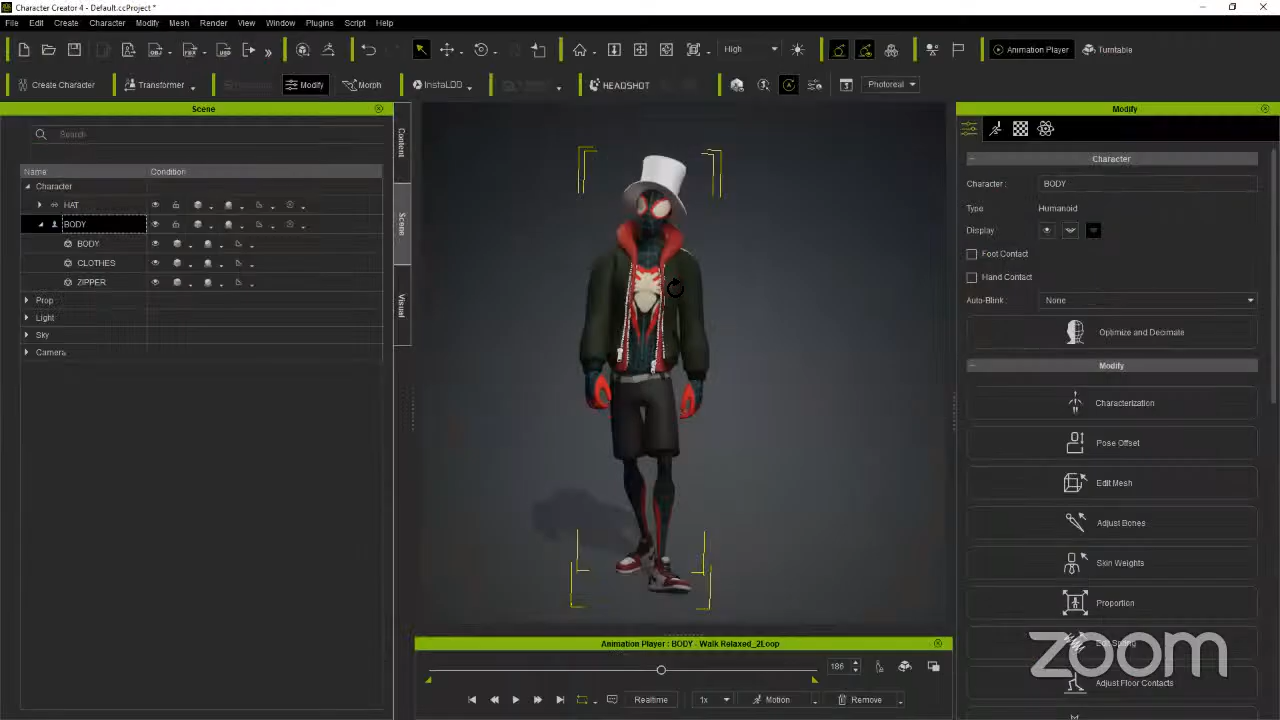 Character Creator 4 - Default.ccProject *
File Edit Create Character Modify Mesh Render View Window Plugins Script Help
High Animation Player Turntable
Create Character Transformer Modify Morph InstaLOD HEADSHOT Photoreal
Scene
Search
Name Condition
Character
HAT
BODY
BODY
CLOTHES
ZIPPER
Prop
Light
Sky
Camera
Content
Scene
Visual
Modify
Character
Character : BODY
Type Humanoid
Display :
Foot Contact
Hand Contact
Auto-Blink : None
Optimize and Decimate
Modify
Characterization
Pose Offset
Edit Mesh
Adjust Bones
Skin Weights
Proportion
Adjust Floor Contacts
zoom
Animation Player : BODY - Walk Relaxed_2Loop
186
Realtime 1x Motion Remove